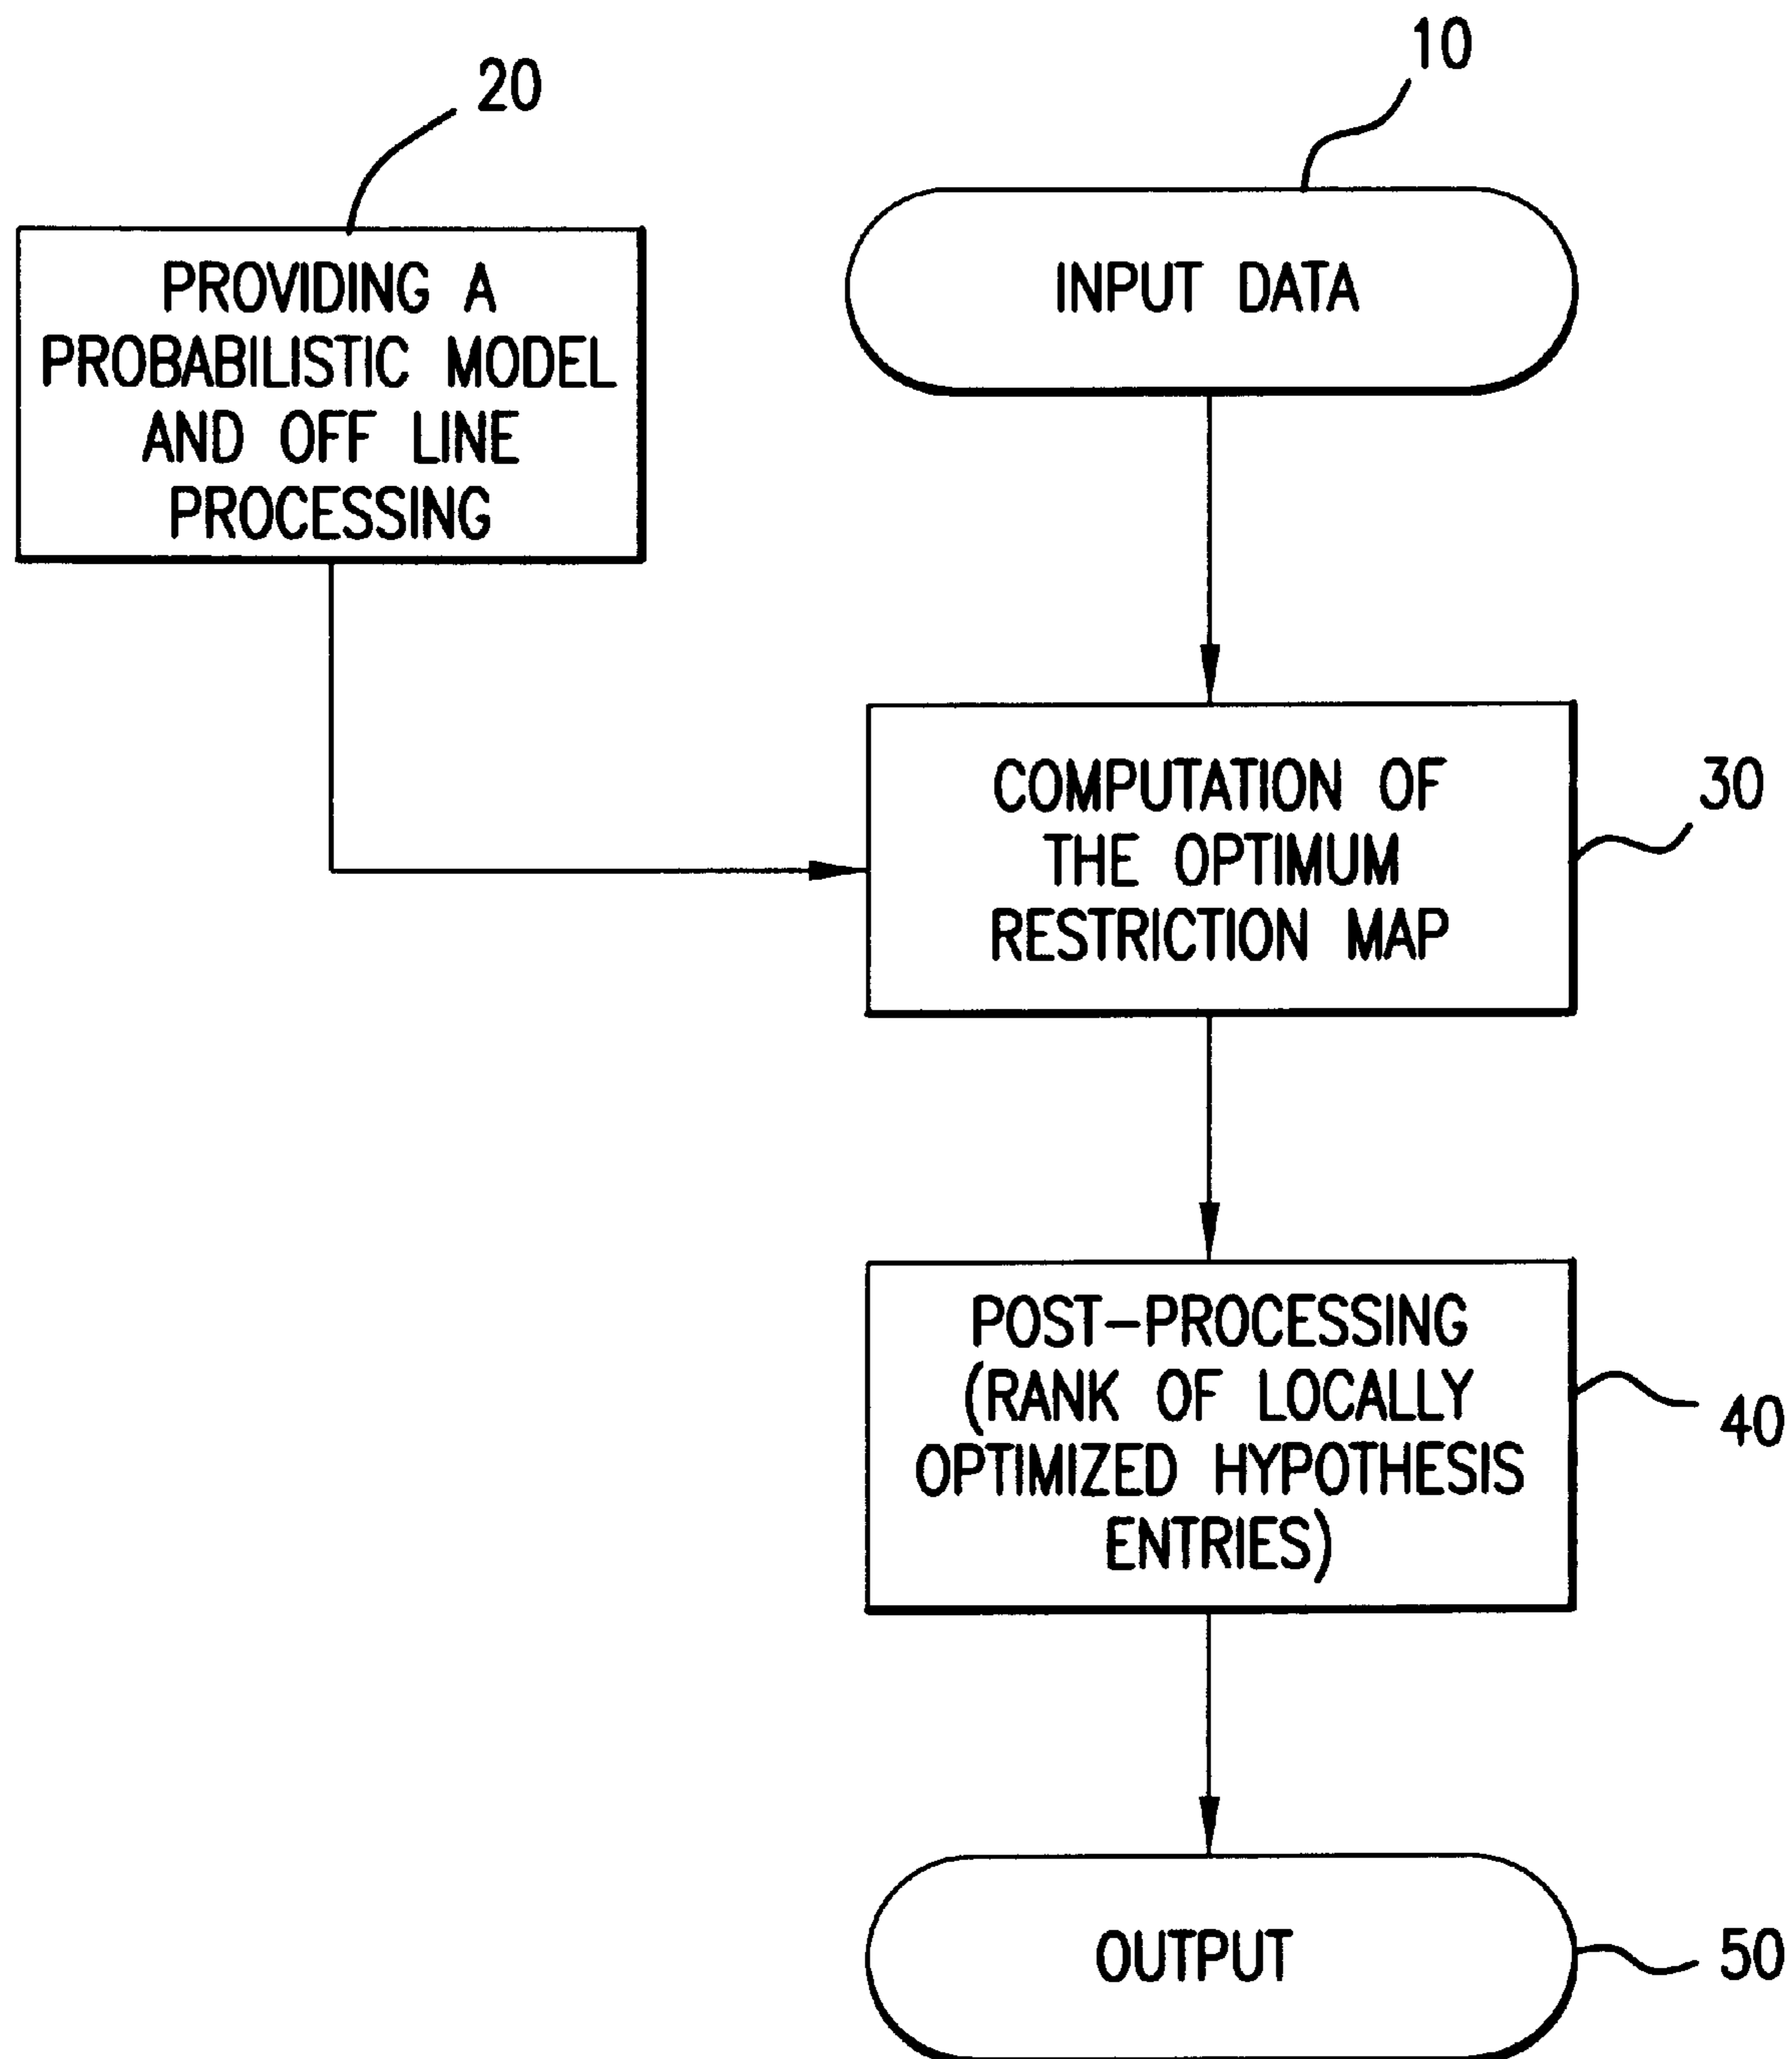 10
20
PROVIDING A
PROBABILISTIC MODEL
AND OFF LINE
PROCESSING
INPUT DATA
COMPUTATION OF
THE OPTIMUM
RESTRICTION MAP
30
POST-PROCESSING
(RANK OF LOCALLY
OPTIMIZED HYPOTHESIS
ENTRIES)
40
OUTPUT
50